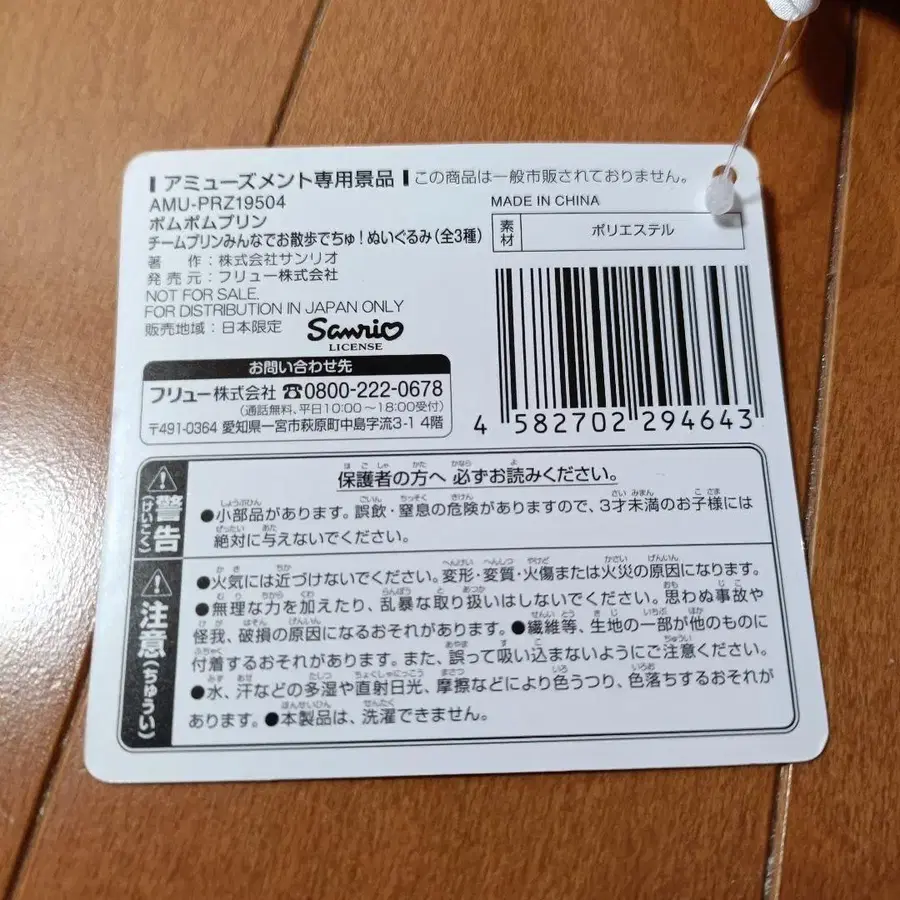 アミューズメント専用景品 この商品は一般市販されておりません。
AMU-PRZ19504
ポムポムプリン
チームプリンみんなでお散歩でちゅ!ぬいぐるみ(全3種)
著 作:株式会社サンリオ
発売元:フリュー株式会社
NOT FOR SALE.
FOR DISTRIBUTION IN JAPAN ONLY
販売地域:日本限定
Sanrio
LICENSE
MADE IN CHINA
素材 ポリエステル
4 582702 294643
お問い合わせ先
フリュー株式会社 ☎0800-222-0678
(通話無料、平日10:00~18:00受付)
〒491-0364 愛知県一宮市萩原町中島字流3-1 4階
保護者の方へ 必ずお読みください。
警告(けいこく)
●小部品があります。誤飲・窒息の危険がありますので、3才未満のお子様には
絶対に与えないでください。
注意(ちゅうい)
●火気には近づけないでください。変形・変質・火傷または火災の原因になります。
●無理な力を加えたり、乱暴な取り扱いはしないでください。思わぬ事故や
怪我、破損の原因になるおそれがあります。●繊維等、生地の一部が他のものに
付着するおそれがあります。また、誤って吸い込まないようにご注意ください。
●水、汗などの多湿や直射日光、摩擦などにより色うつり、色落ちするおそれが
あります。●本製品は、洗濯できません。